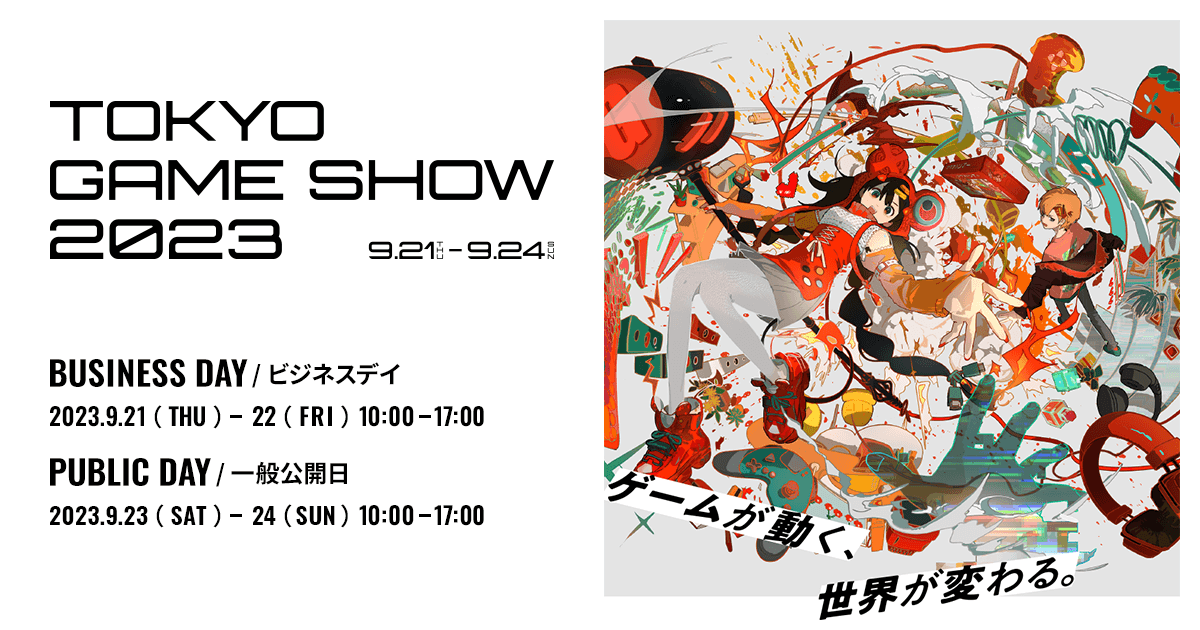 TOKYO
GAME SHOW
2023
9.21 THU – 9.24 SUN
BUSINESS DAY / ビジネスデイ
2023.9.21 ( THU ) – 22 ( FRI ) 10:00 – 17:00
PUBLIC DAY / 一般公開日
2023.9.23 ( SAT ) – 24 ( SUN ) 10:00 – 17:00
ゲームが動く、
世界が変わる。